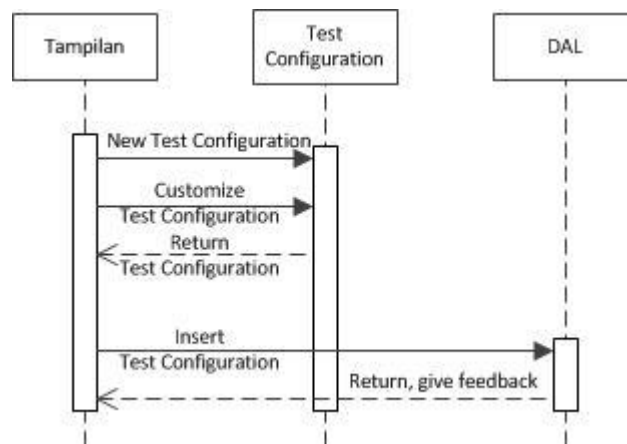 Tampilan
Test
Configuration
DAL
New Test Configuration
Customize
Test Configuration
Return
Test Configuration
Insert
Test Configuration
Return, give feedback